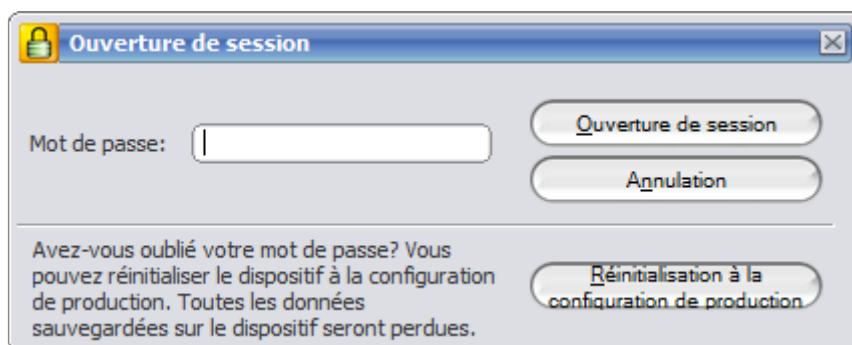 Ouverture de session
Mot de passe:
Ouverture de session
Annulation
Avez-vous oublié votre mot de passe? Vous
pouvez réinitialiser le dispositif à la configuration
de production. Toutes les données
sauvegardées sur le dispositif seront perdues.
Réinitialisation à la
configuration de production